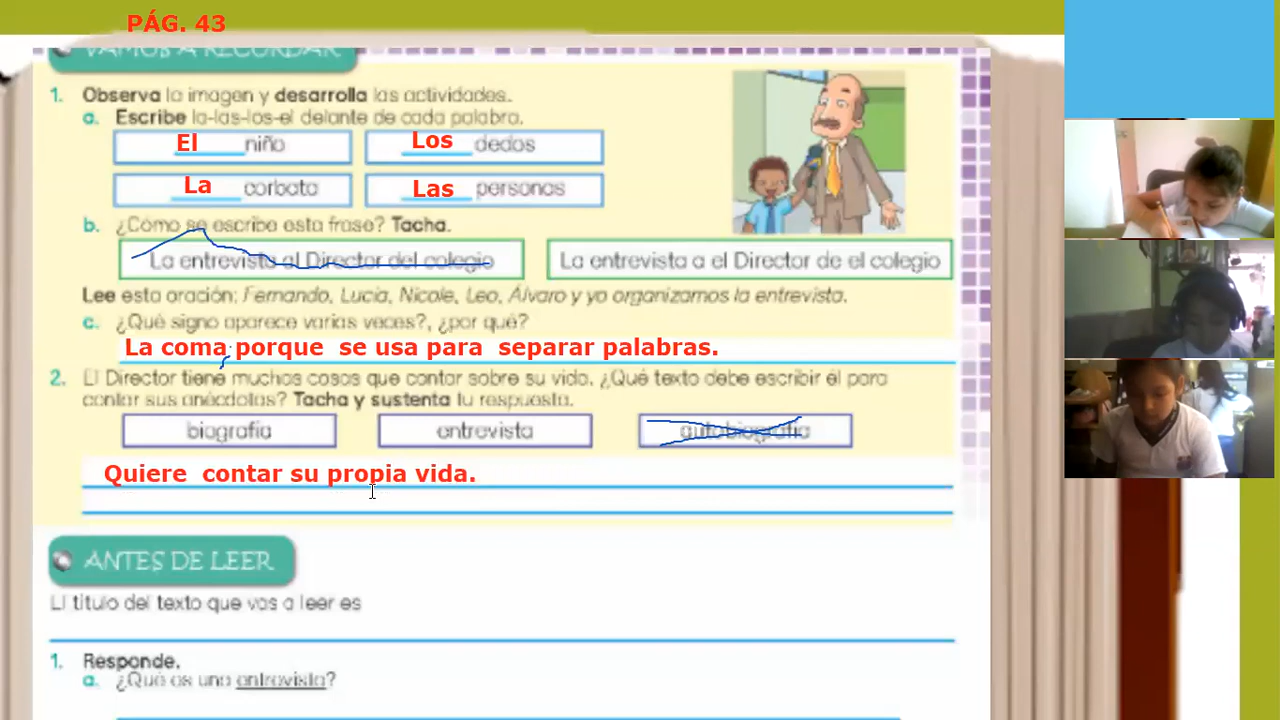 PÁG. 43
VAMOS A RECORDAR
1. Observa la imagen y desarrolla las actividades.
a. Escribe la-las-los-el delante de cada palabra.
El niño Los dedos
La corbata Las personas
b. ¿Cómo se escribe esta frase? Tacha.
La entrevista al Director del colegio La entrevista a el Director de el colegio
Lee esta oración: Fernando, Lucía, Nicole, Leo, Álvaro y yo organizamos la entrevista.
c. ¿Qué signo aparece varias veces?, ¿por qué?
La coma , porque se usa para separar palabras.
2. El Director tiene muchas cosas que contar sobre su vida. ¿Qué texto debe escribir él para
contar sus anécdotas? Tacha y sustenta tu respuesta.
biografía entrevista autobiografía
Quiere contar su propia vida.
ANTES DE LEER
El título del texto que vas a leer es
1. Responde.
a. ¿Qué es una entrevista?